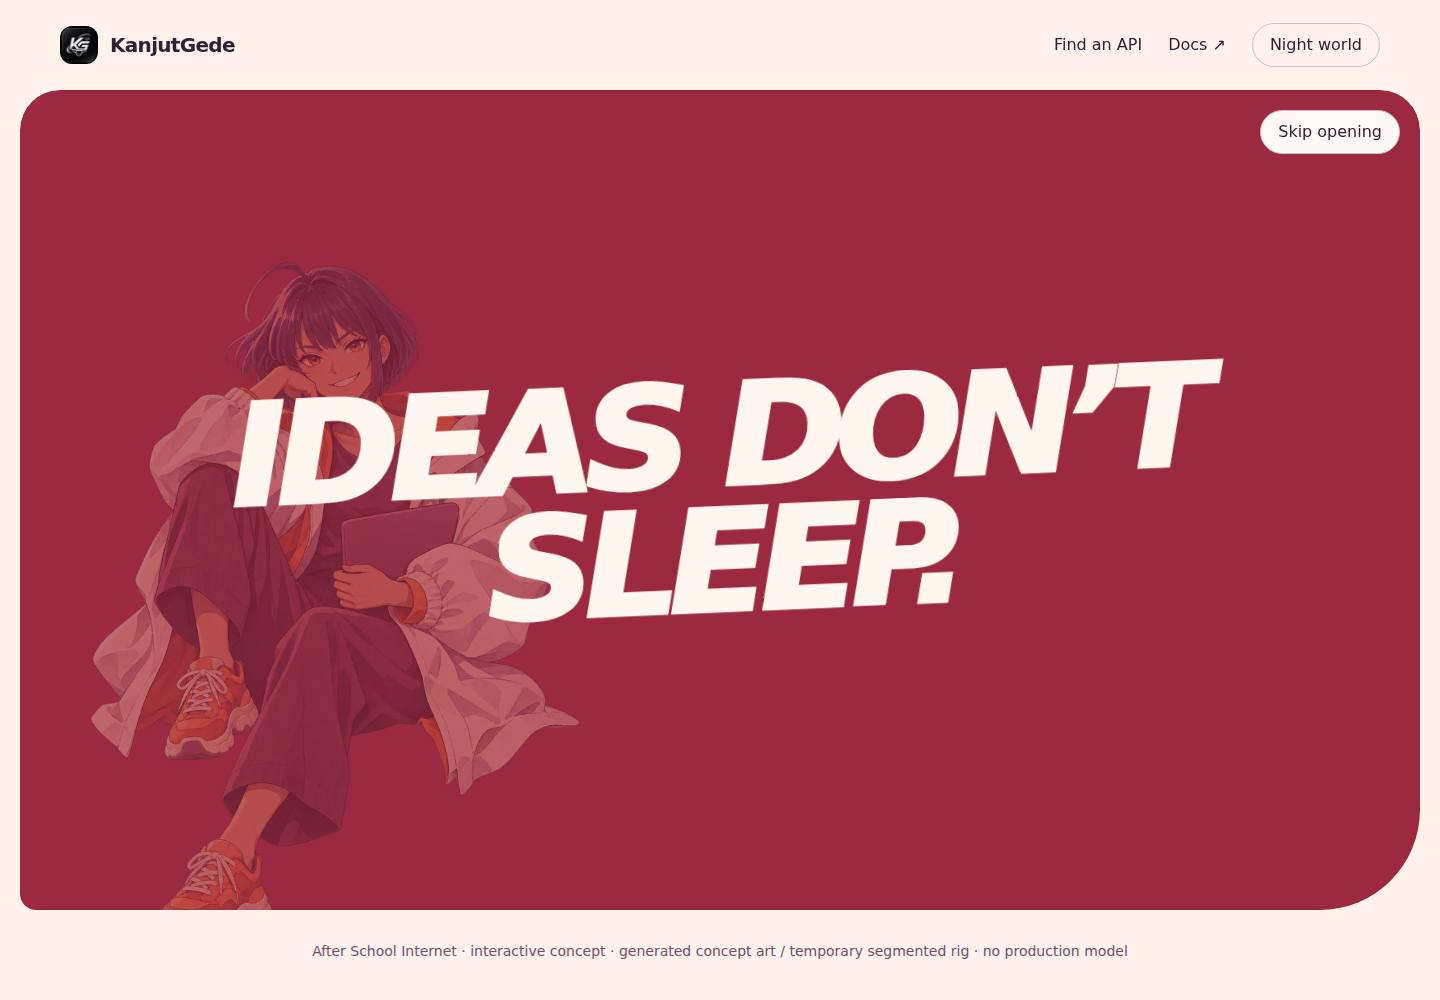 KG
KanjutGede
Find an API
Docs ↗
Night world
Skip opening
IDEAS DON’T
SLEEP.
After School Internet · interactive concept · generated concept art / temporary segmented rig · no production model